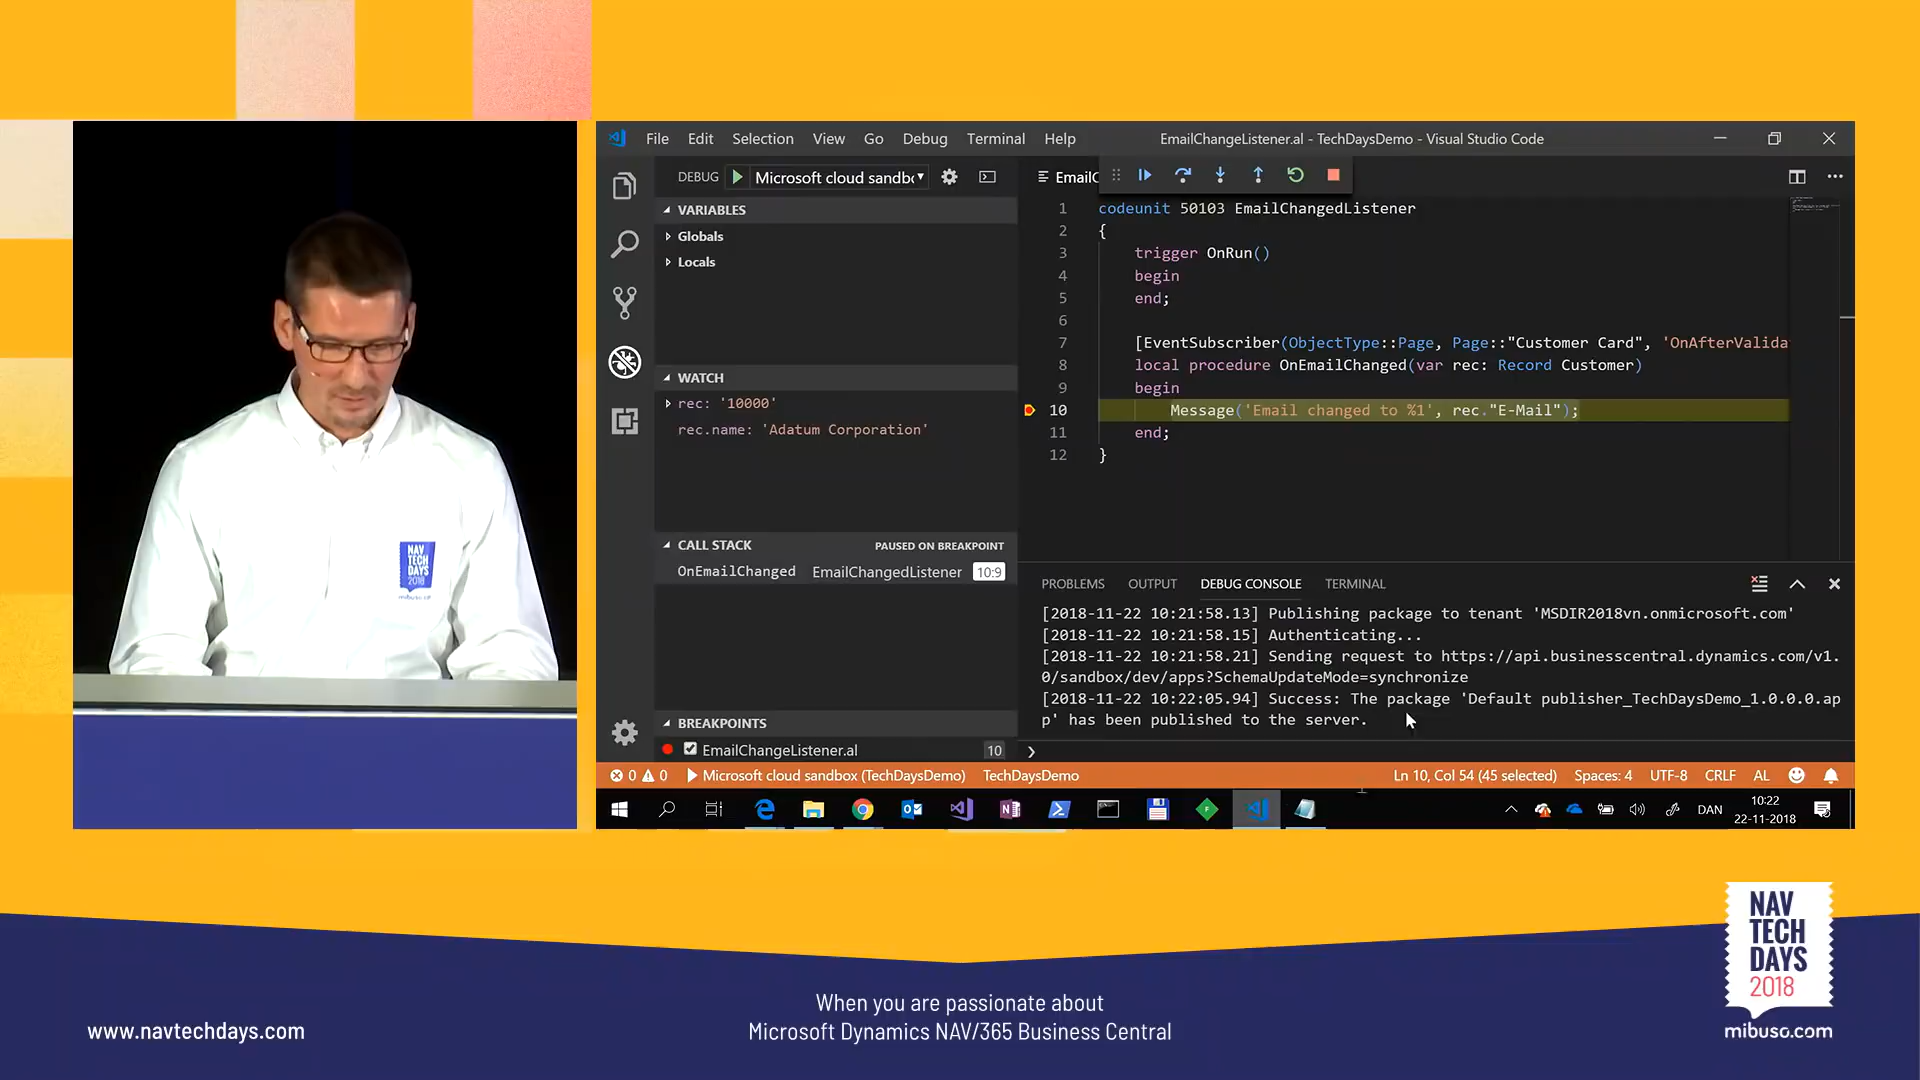 File Edit Selection View Go Debug Terminal Help
EmailChangeListener.al - TechDaysDemo - Visual Studio Code
DEBUG Microsoft cloud sandb
VARIABLES
Globals
Locals
WATCH
rec: '10000'
rec.name: 'Adatum Corporation'
CALL STACK PAUSED ON BREAKPOINT
OnEmailChanged EmailChangedListener 10:9
BREAKPOINTS
EmailChangeListener.al 10
EmailC
1 codeunit 50103 EmailChangedListener
2 {
3 trigger OnRun()
4 begin
5 end;
6
7 [EventSubscriber(ObjectType::Page, Page::"Customer Card", 'OnAfterValida
8 local procedure OnEmailChanged(var rec: Record Customer)
9 begin
10 Message('Email changed to %1', rec."E-Mail");
11 end;
12 }
PROBLEMS OUTPUT DEBUG CONSOLE TERMINAL
[2018-11-22 10:21:58.13] Publishing package to tenant 'MSDIR2018vn.onmicrosoft.com'
[2018-11-22 10:21:58.15] Authenticating...
[2018-11-22 10:21:58.21] Sending request to https://api.businesscentral.dynamics.com/v1.
0/sandbox/dev/apps?SchemaUpdateMode=synchronize
[2018-11-22 10:22:05.94] Success: The package 'Default publisher_TechDaysDemo_1.0.0.0.ap
p' has been published to the server.
0 0 Microsoft cloud sandbox (TechDaysDemo) TechDaysDemo
Ln 10, Col 54 (45 selected) Spaces: 4 UTF-8 CRLF AL
DAN
10:22
22-11-2018
NAV
TECH
DAYS
2018
NAV
TECH
DAYS
2018
mibuso.com
When you are passionate about
Microsoft Dynamics NAV/365 Business Central
www.navtechdays.com